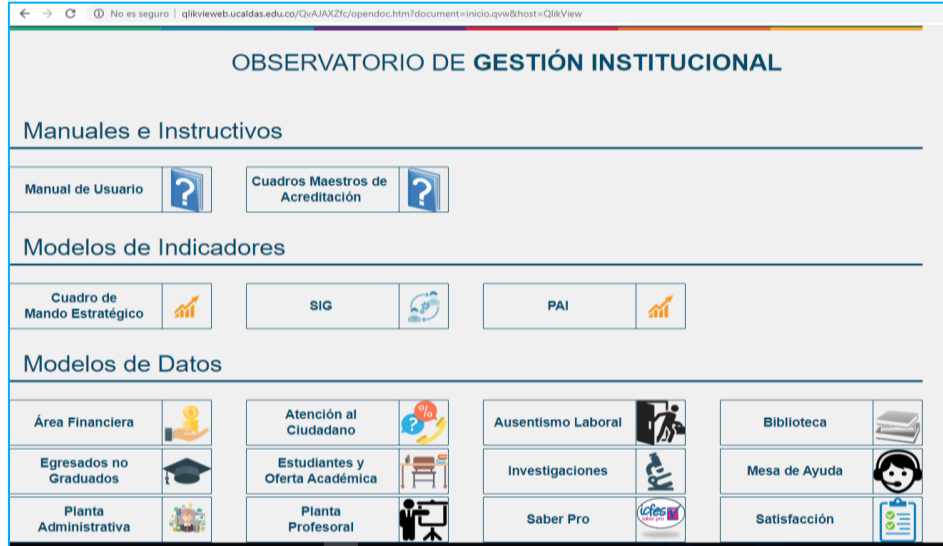 No es seguro | qlikvieweb.ucaldas.edu.co/QvAJAXZfc/opendoc.htm?document=inicio.qvw&host=QlikView
OBSERVATORIO DE GESTIÓN INSTITUCIONAL
Manuales e Instructivos
Manual de Usuario
?
Cuadros Maestros de
Acreditación
?
Modelos de Indicadores
Cuadro de
Mando Estratégico
SIG
PAI
Modelos de Datos
Área Financiera
Atención al
Ciudadano
?
%
Ausentismo Laboral
Biblioteca
Egresados no
Graduados
Estudiantes y
Oferta Académica
Investigaciones
Mesa de Ayuda
Planta
Administrativa
Planta
Profesoral
Saber Pro
icfes
saber pro
Satisfacción